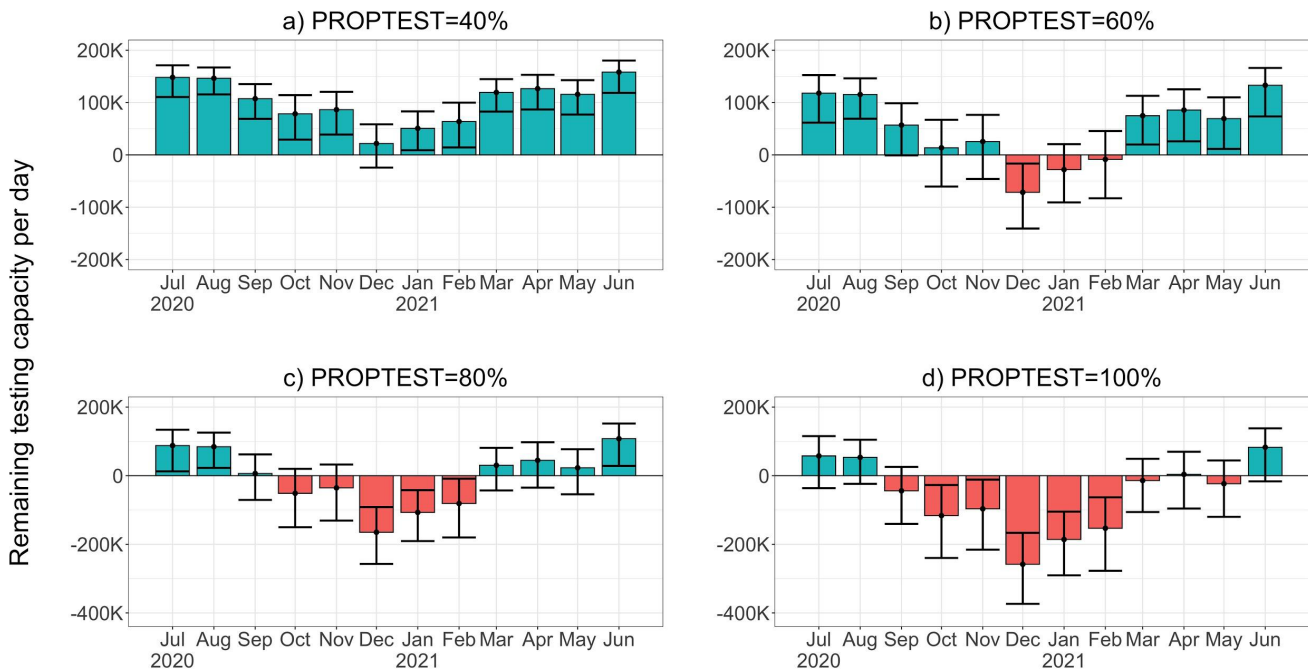 Remaining testing capacity per day
a) PROPTEST=40%
200K
100K
0
-100K
-200K
Jul Aug Sep Oct Nov Dec Jan Feb Mar Apr May Jun
2020 2021
b) PROPTEST=60%
200K
100K
0
-100K
-200K
Jul Aug Sep Oct Nov Dec Jan Feb Mar Apr May Jun
2020 2021
c) PROPTEST=80%
200K
0
-200K
-400K
Jul Aug Sep Oct Nov Dec Jan Feb Mar Apr May Jun
2020 2021
d) PROPTEST=100%
200K
0
-200K
-400K
Jul Aug Sep Oct Nov Dec Jan Feb Mar Apr May Jun
2020 2021